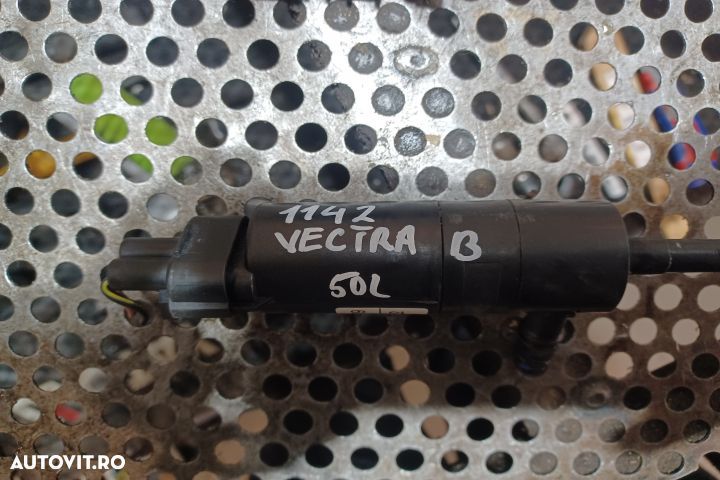 1142
VECTRA B
50L
AUTOVIT.RO